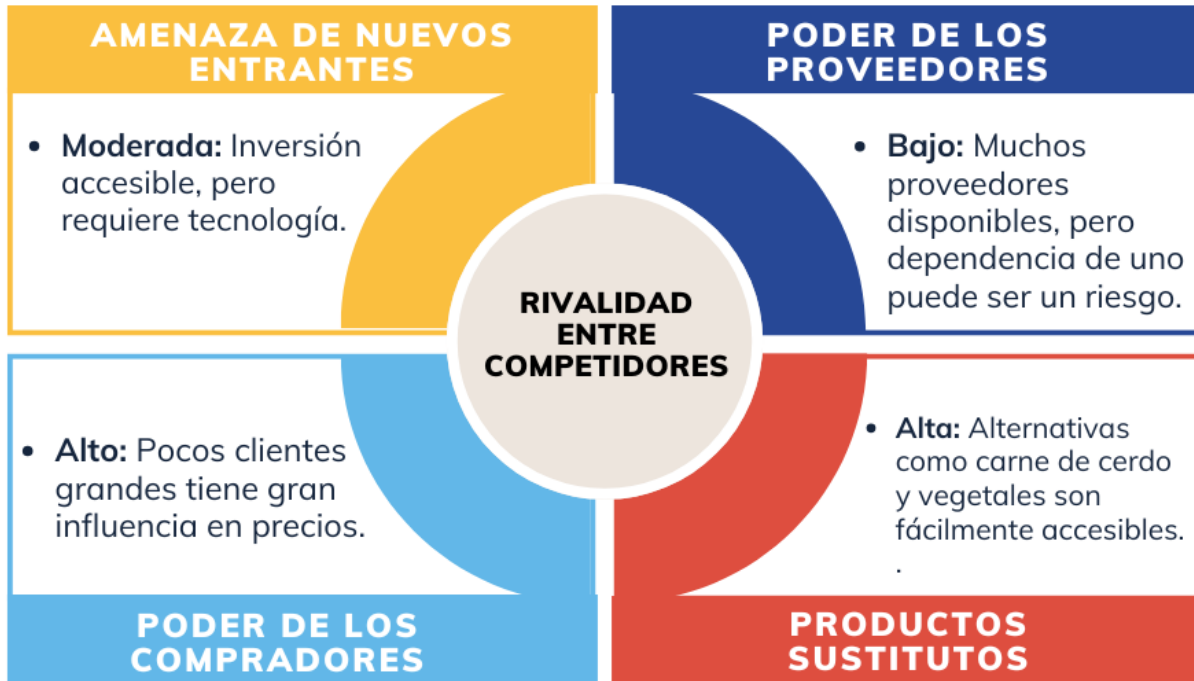 AMENAZA DE NUEVOS
ENTRANTES
• Moderada: Inversión
accesible, pero
requiere tecnología.
PODER DE LOS
PROVEEDORES
• Bajo: Muchos
proveedores
disponibles, pero
dependencia de uno
puede ser un riesgo.
RIVALIDAD
ENTRE
COMPETIDORES
• Alto: Pocos clientes
grandes tiene gran
influencia en precios.
PODER DE LOS
COMPRADORES
• Alta: Alternativas
como carne de cerdo
y vegetales son
fácilmente accesibles.
.
PRODUCTOS
SUSTITUTOS